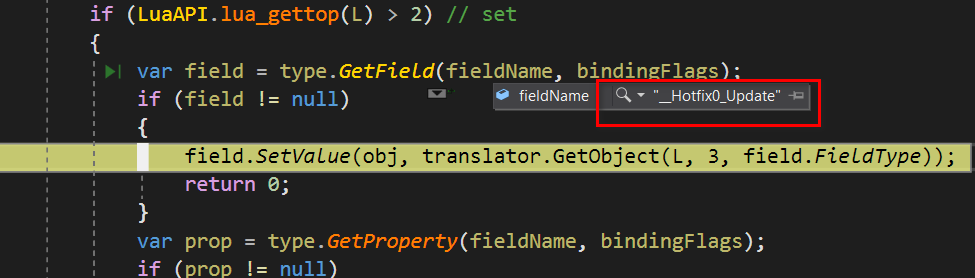 if (LuaAPI.lua_gettop(L) > 2) // set
{
var field = type.GetField(fieldName, bindingFlags);
if (field != null)
fieldName "__Hotfix0_Update"
{
field.SetValue(obj, translator.GetObject(L, 3, field.FieldType));
return 0;
}
var prop = type.GetProperty(fieldName, bindingFlags);
if (prop != null)